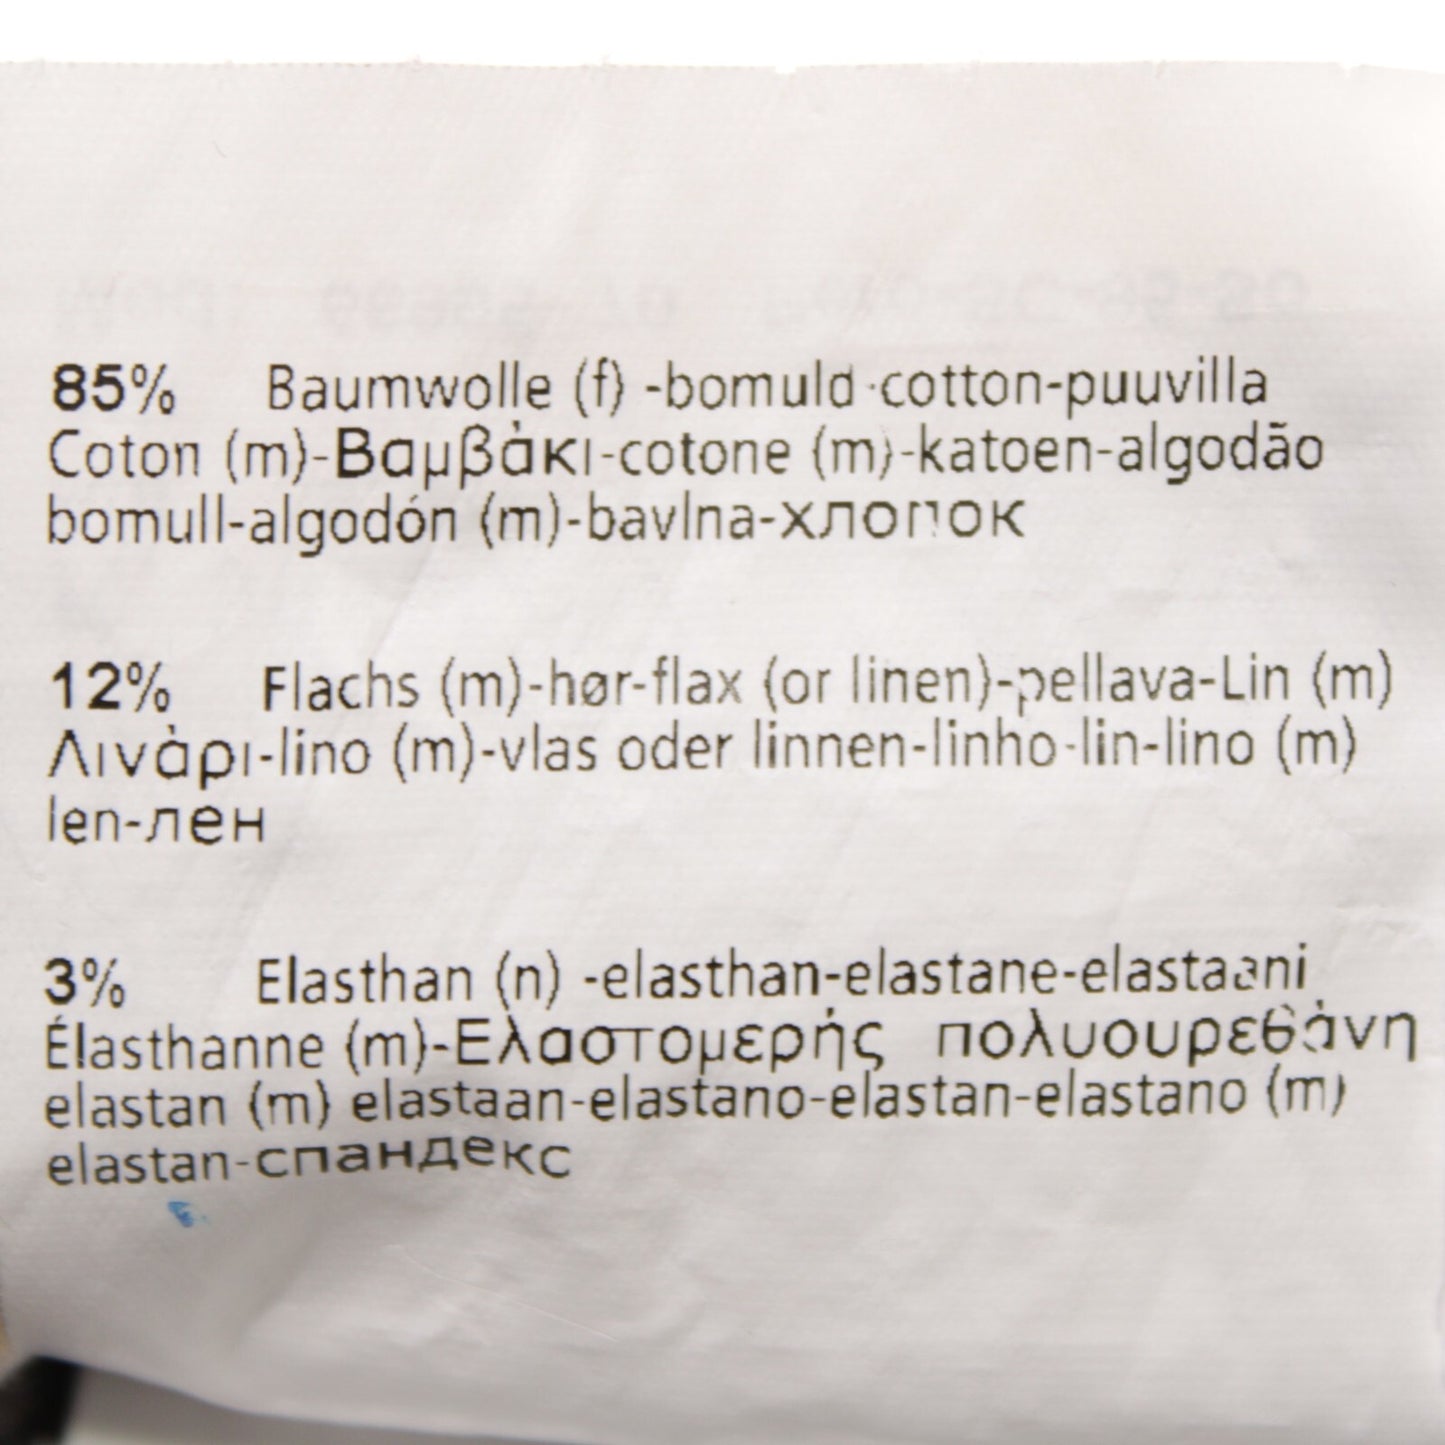 85% Baumwolle (f) -bomuld-cotton-puuvilla
Coton (m)-Βαμβάκι-cotone (m)-katoen-algodão
bomull-algodón (m)-bavlna-хлопок
12% Flachs (m)-hør-flax (or linen)-pellava-Lin (m)
Λινάρι-lino (m)-vlas oder linnen-linho-lin-lino (m)
len-лен
3% Elasthan (n) -elasthan-elastane-elastaani
Élasthanne (m)-Ελαστομερής πολυουρεθάνη
elastan (m) elastaan-elastano-elastan-elastano (m)
elastan-спандекс